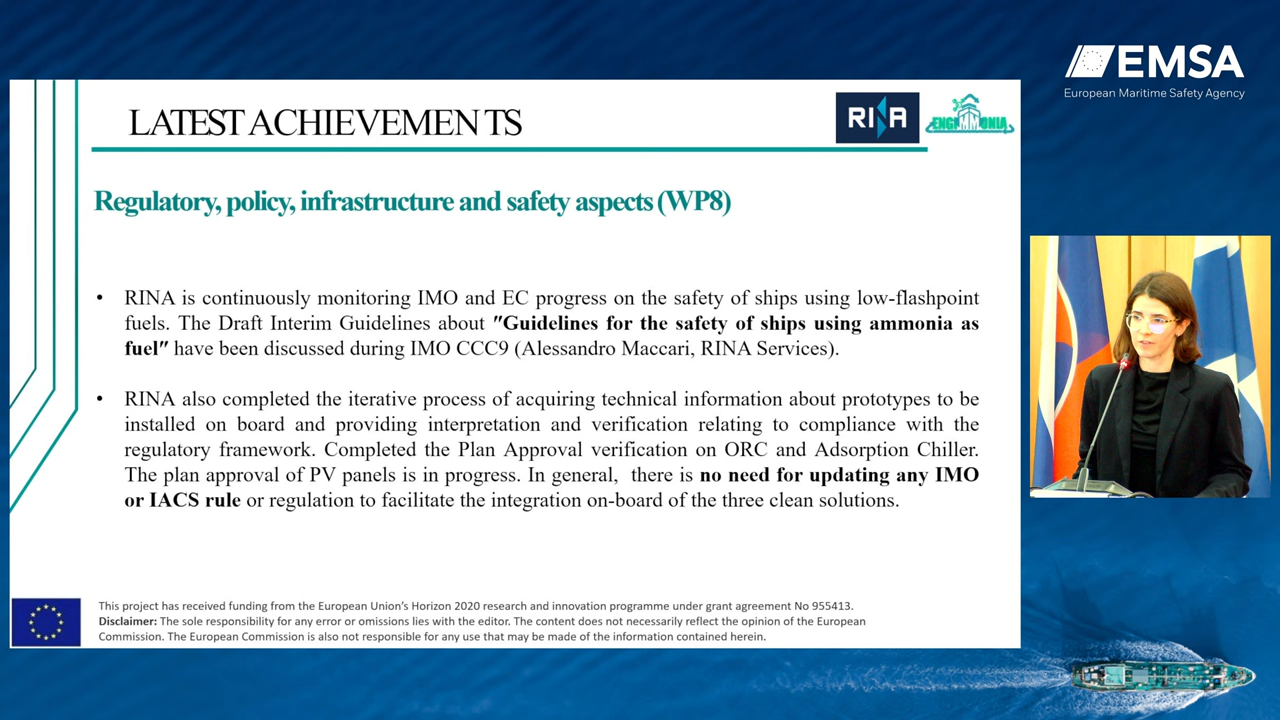 EMSA
European Maritime Safety Agency
LATEST ACHIEVEMENTS
RINA
ENGIMMONIA
Regulatory, policy, infrastructure and safety aspects (WP8)
• RINA is continuously monitoring IMO and EC progress on the safety of ships using low-flashpoint
fuels. The Draft Interim Guidelines about "Guidelines for the safety of ships using ammonia as
fuel" have been discussed during IMO CCC9 (Alessandro Maccari, RINA Services).
• RINA also completed the iterative process of acquiring technical information about prototypes to be
installed on board and providing interpretation and verification relating to compliance with the
regulatory framework. Completed the Plan Approval verification on ORC and Adsorption Chiller.
The plan approval of PV panels is in progress. In general, there is no need for updating any IMO
or IACS rule or regulation to facilitate the integration on-board of the three clean solutions.
This project has received funding from the European Union's Horizon 2020 research and innovation programme under grant agreement No 955413.
Disclaimer: The sole responsibility for any error or omissions lies with the editor. The content does not necessarily reflect the opinion of the European
Commission. The European Commission is also not responsible for any use that may be made of the information contained herein.